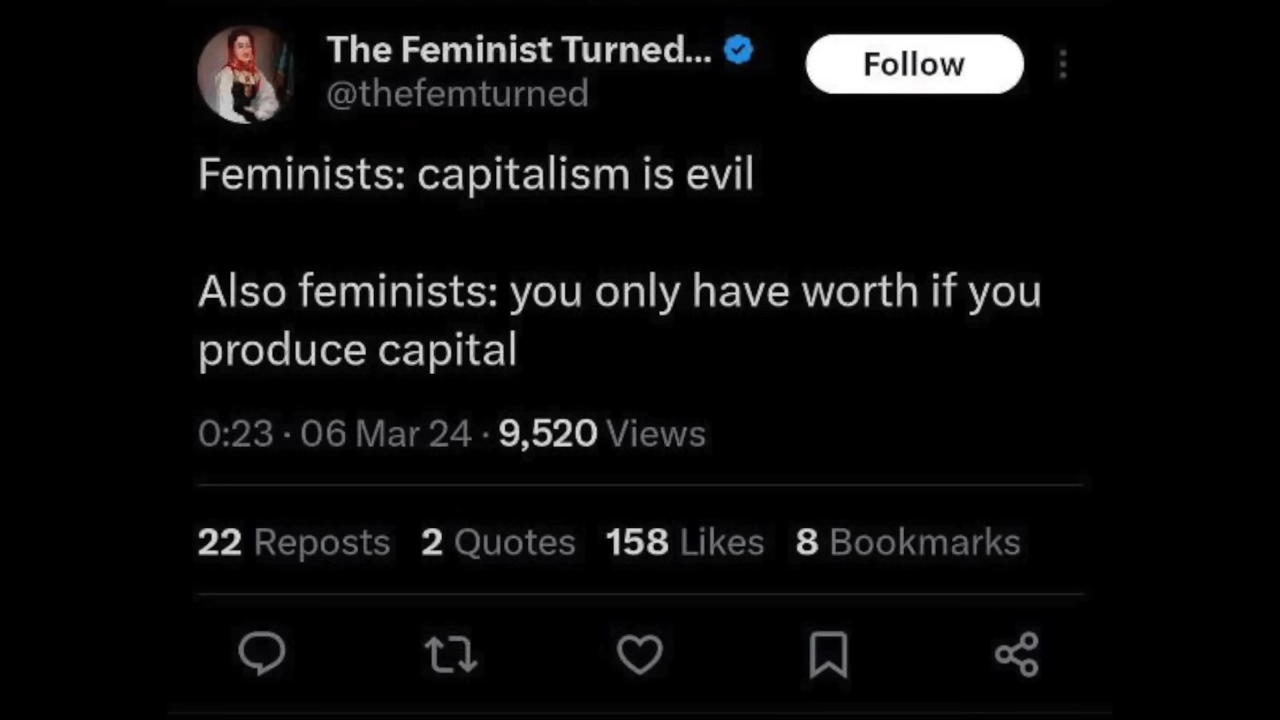 The Feminist Turned...
Follow
@thefemturned
Feminists: capitalism is evil
Also feminists: you only have worth if you
produce capital
0:23 · 06 Mar 24 · 9,520 Views
22 Reposts 2 Quotes 158 Likes 8 Bookmarks